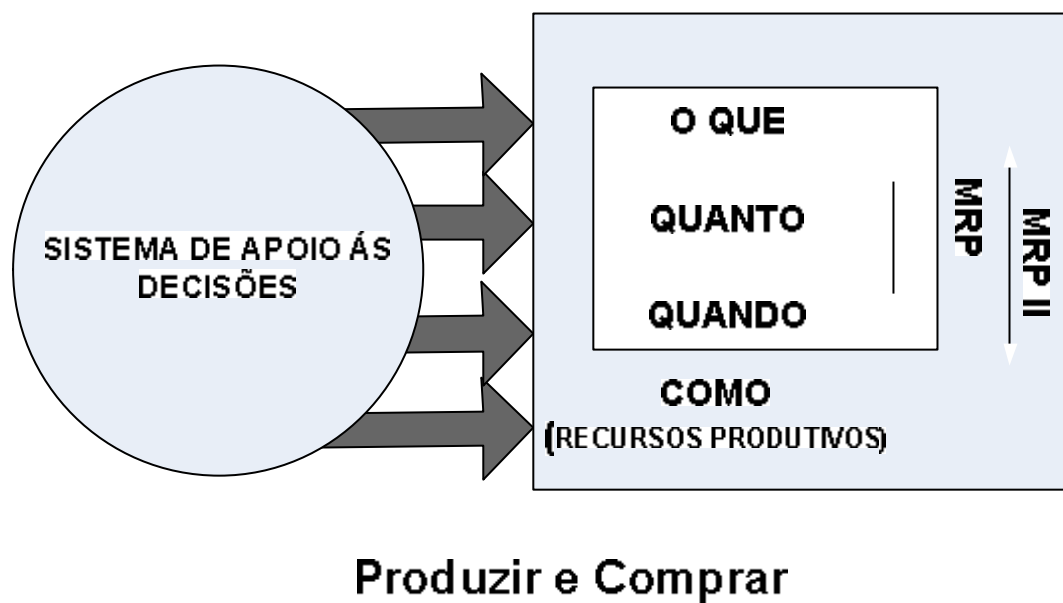 SISTEMA DE APOIO ÁS
DECISÕES
O QUE
QUANTO
QUANDO
COMO
(RECURSOS PRODUTIVOS)
MRP
MRP II
Produzir e Comprar